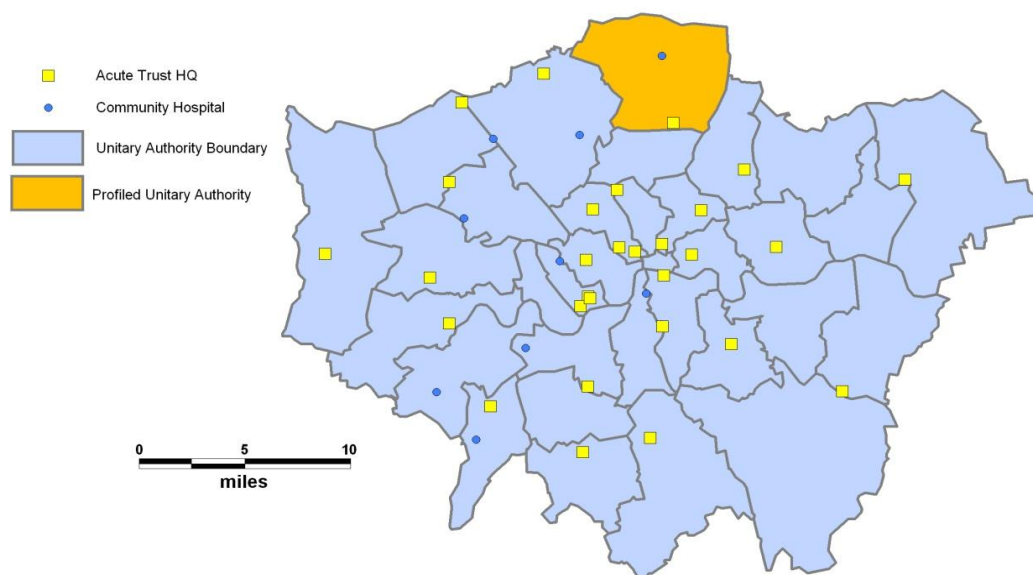 Acute Trust HQ
Community Hospital
Unitary Authority Boundary
Profiled Unitary Authority
0 5 10
miles